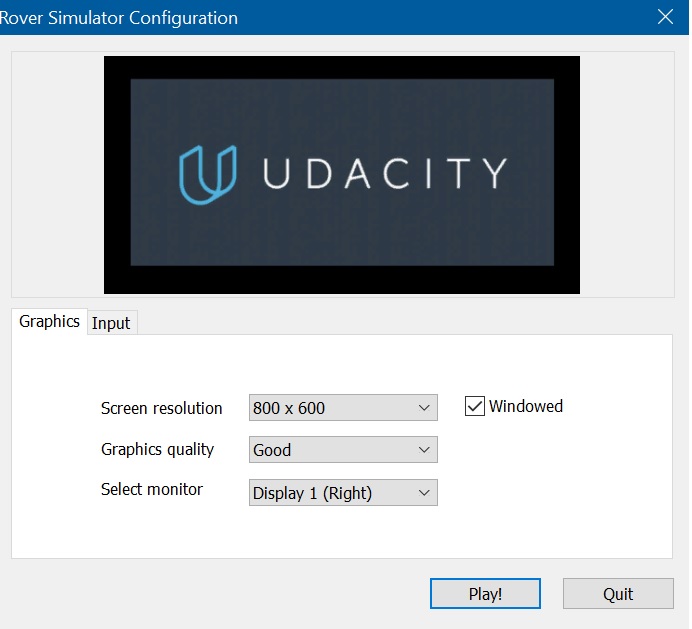 Rover Simulator Configuration
UDACITY
Graphics Input
Screen resolution 800 x 600 Windowed
Graphics quality Good
Select monitor Display 1 (Right)
Play! Quit